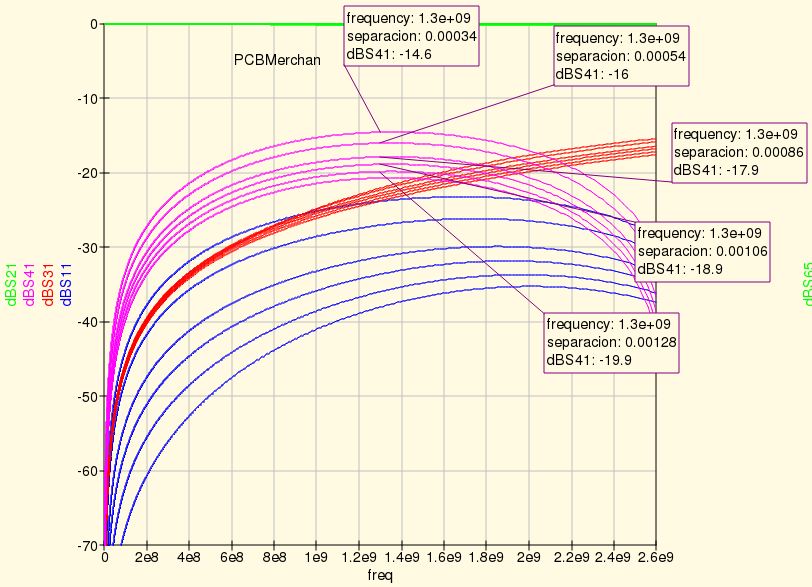 frequency: 1.3e+09
separacion: 0.00034
dBS41: -14.6
frequency: 1.3e+09
separacion: 0.00054
dBS41: -16
PCBMerchan
frequency: 1.3e+09
separacion: 0.00086
dBS41: -17.9
frequency: 1.3e+09
separacion: 0.00106
dBS41: -18.9
frequency: 1.3e+09
separacion: 0.00128
dBS41: -19.9
0
-10
-20
-30
-40
-50
-60
-70
dBS21
dBS41
dBS31
dBS11
dBS65
0
2e8
4e8
6e8
8e8
1e9
1.2e9
1.4e9
1.6e9
1.8e9
2e9
2.2e9
2.4e9
2.6e9
freq